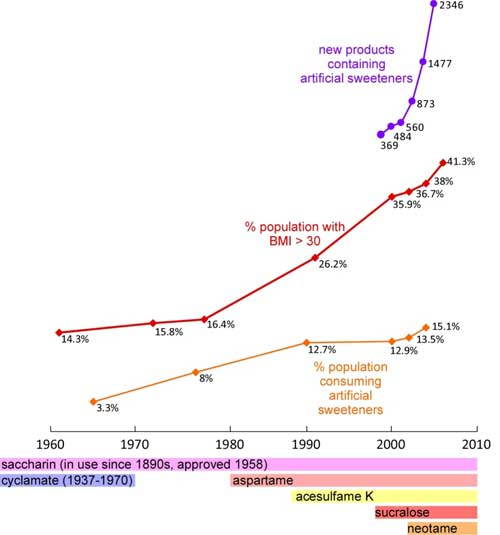 2346
new products
containing
artificial sweeteners
1477
873
560
484
369
41.3%
38%
36.7%
35.9%
% population with
BMI > 30
26.2%
16.4%
15.8%
14.3%
15.1%
13.5%
12.9%
12.7%
% population
consuming
artificial
sweeteners
8%
3.3%
1960 1970 1980 1990 2000 2010
saccharin (in use since 1890s, approved 1958)
cyclamate (1937-1970) aspartame
acesulfame K
sucralose
neotame